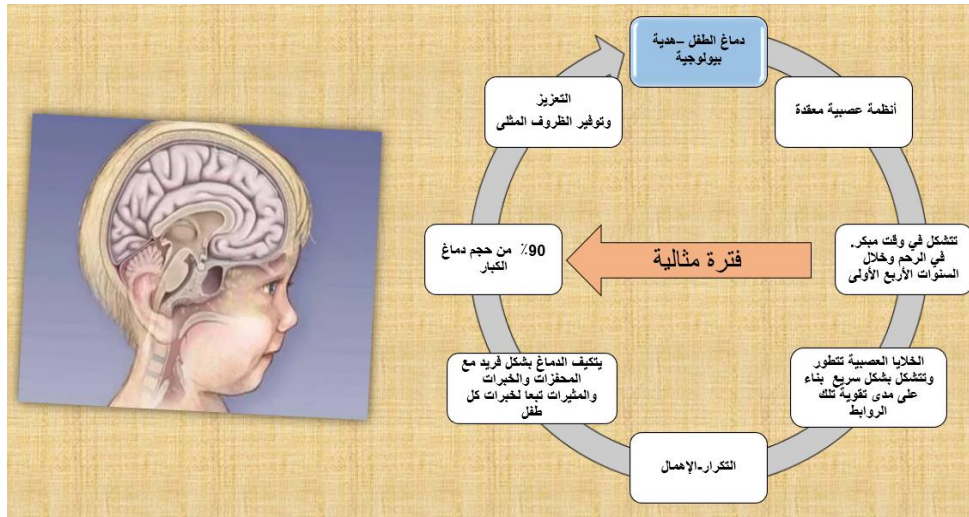 دماغ الطفل –هدية
بيولوجية
أنظمة عصبية معقدة
تتشكل في وقت مبكر.
في الرحم وخلال
السنوات الأربع الأولى
الخلايا العصبية تتطور
وتتشكل بشكل سريع بناء
على مدى تقوية تلك
الروابط
التكرار-الإهمال
يتكيف الدماغ بشكل فريد مع
المحفزات والخبرات
والمثيرات تبعا لخبرات كل
طفل
90٪ من حجم دماغ
الكبار
التعزيز
وتوفير الظروف المثلى
فترة مثالية